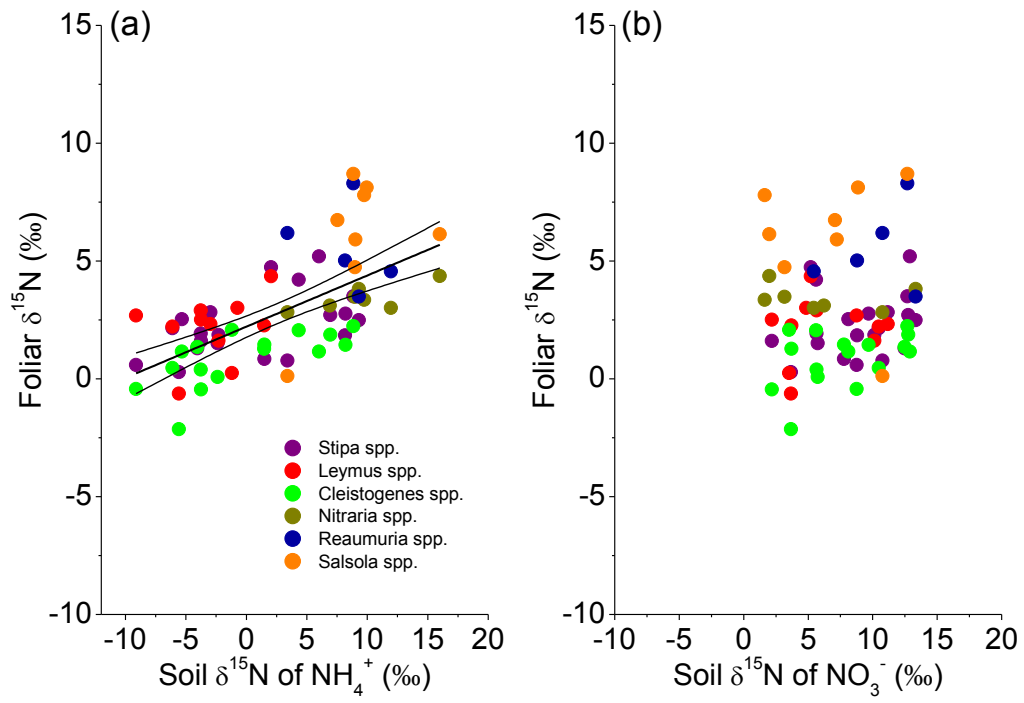 (a)
15
10
5
0
-5
-10
Foliar δ¹⁵N (‰)
Stipa spp.
Leymus spp.
Cleistogenes spp.
Nitraria spp.
Reaumuria spp.
Salsola spp.
-10 -5 0 5 10 15 20
Soil δ¹⁵N of NH₄⁺ (‰)
(b)
15
10
5
0
-5
-10
Foliar δ¹⁵N (‰)
-10 -5 0 5 10 15 20
Soil δ¹⁵N of NO₃⁻ (‰)